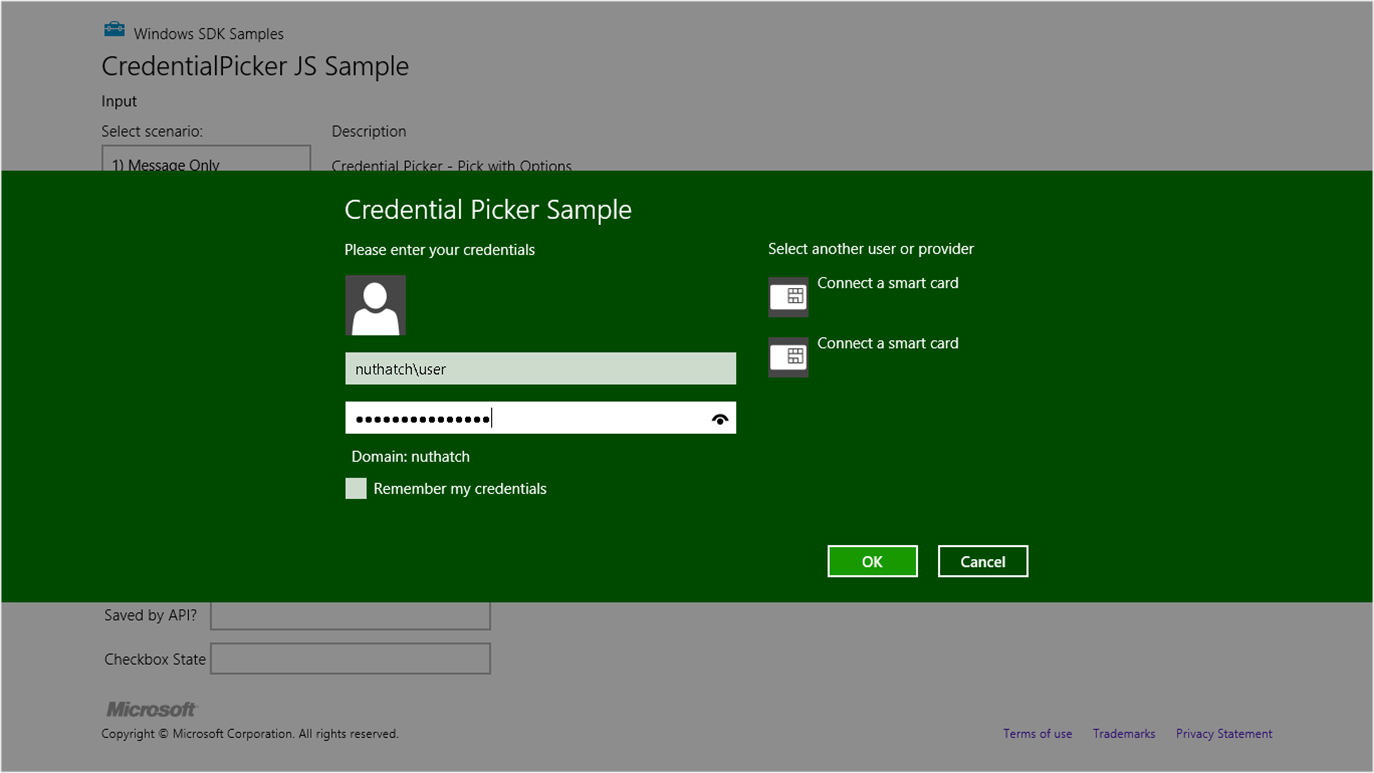 Windows SDK Samples
CredentialPicker JS Sample
Input
Select scenario:
Description
1) Message Only
Credential Picker - Pick with Options
Credential Picker Sample
Please enter your credentials
nuthatch\user
•••••••••••••••
Domain: nuthatch
Remember my credentials
Select another user or provider
Connect a smart card
Connect a smart card
OK
Cancel
Saved by API?
Checkbox State
Microsoft
Copyright © Microsoft Corporation. All rights reserved.
Terms of use
Trademarks
Privacy Statement